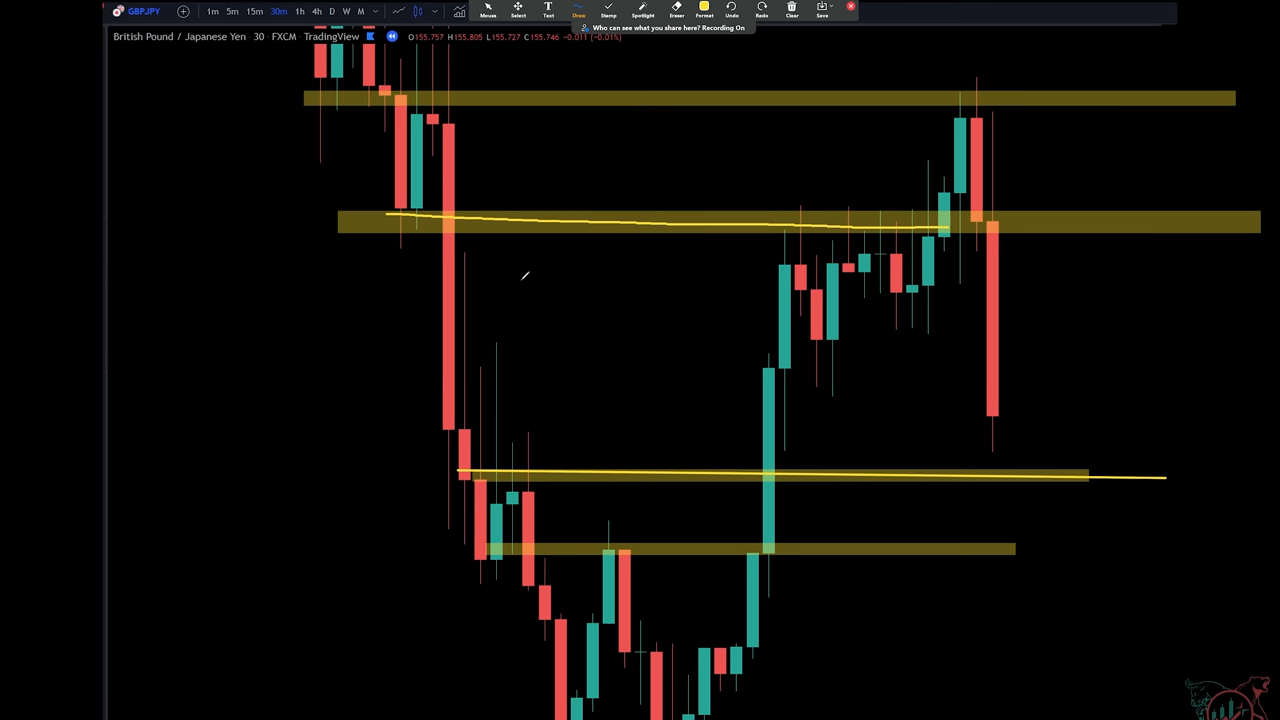 GBPJPY 1m 5m 15m 30m 1h 4h D W M
Mouse Select Text Draw Stamp Spotlight Eraser Format Undo Redo Clear Save
Who can see what you share here? Recording On
British Pound / Japanese Yen · 30 · FXCM · TradingView O155.757 H155.805 L155.727 C155.746 −0.011 (−0.01%)